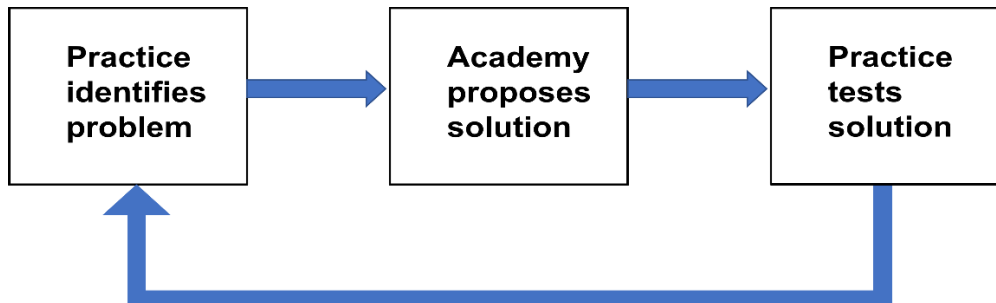 Practice
identifies
problem
Academy
proposes
solution
Practice
tests
solution